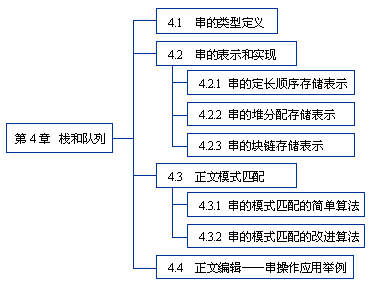 4.1 串的类型定义
4.2 串的表示和实现
4.2.1 串的定长顺序存储表示
4.2.2 串的堆分配存储表示
4.2.3 串的块链存储表示
第4章 栈和队列
4.3 正文模式匹配
4.3.1 串的模式匹配的简单算法
4.3.2 串的模式匹配的改进算法
4.4 正文编辑——串操作应用举例